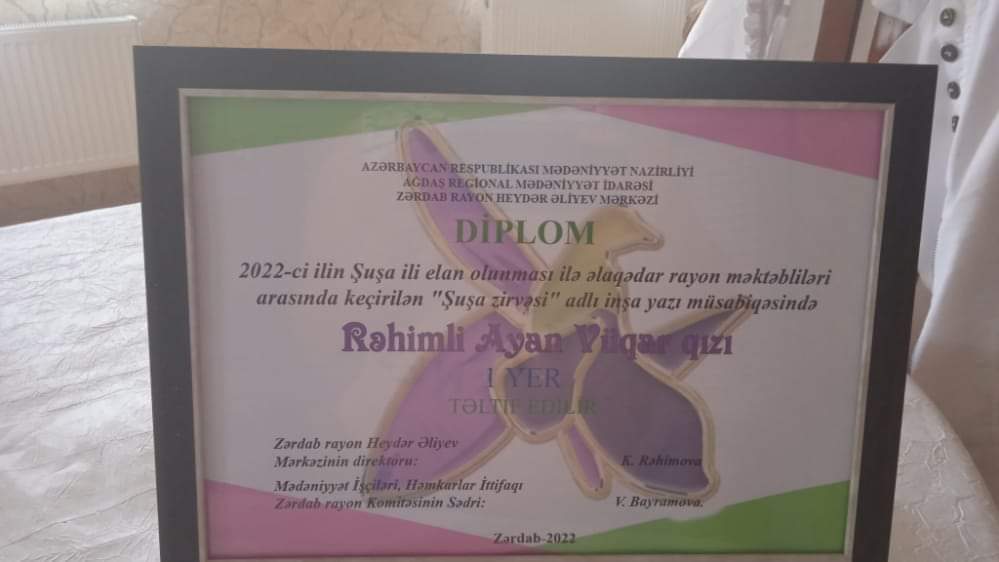 AZƏRBAYCAN RESPUBLİKASI MƏDƏNİYYƏT NAZİRLİYİ
AĞDAŞ REGIONAL MƏDƏNİYYƏT İDARƏSİ
ZƏRDAB RAYON HEYDƏR ƏLİYEV MƏRKƏZİ
DİPLOM
2022-ci ilin Şuşa ili elan olunması ilə əlaqədar rayon məktəbliləri
arasında keçirilən "Şuşa zirvəsi" adlı inşa yazı müsabiqəsində
Rəhimli Ayan Vüqar qızı
I YER
TƏLTİF EDİLİR
Zərdab rayon Heydər Əliyev
Mərkəzinin direktoru: K. Rəhimova
Mədəniyyət İşçiləri, Həmkarlar İttifaqı
Zərdab rayon Komitəsinin Sədri: V. Bayramova.
Zərdab-2022